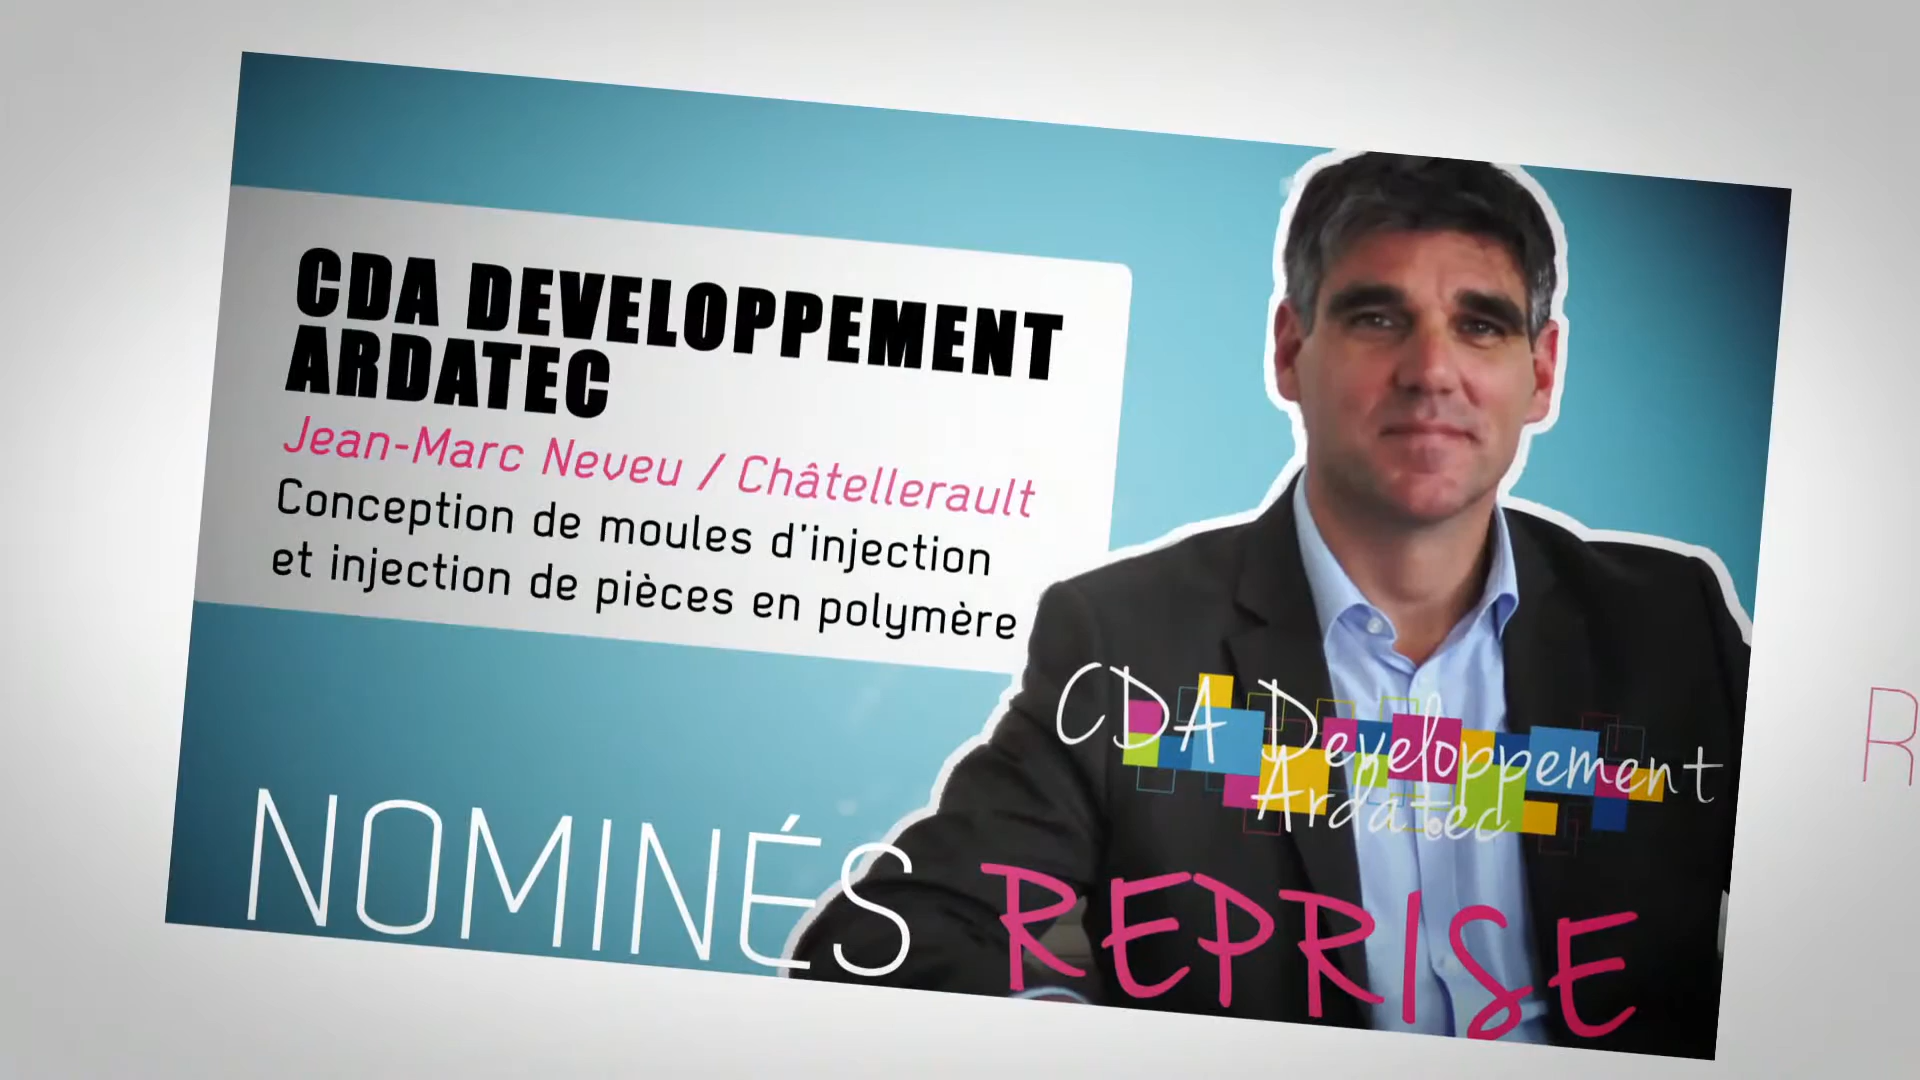 CDA DEVELOPPEMENT
ARDATEC
Jean-Marc Neveu / Châtellerault
Conception de moules d'injection
et injection de pièces en polymère
CDA Developpement
Ardatec
NOMINÉS REPRISE
R